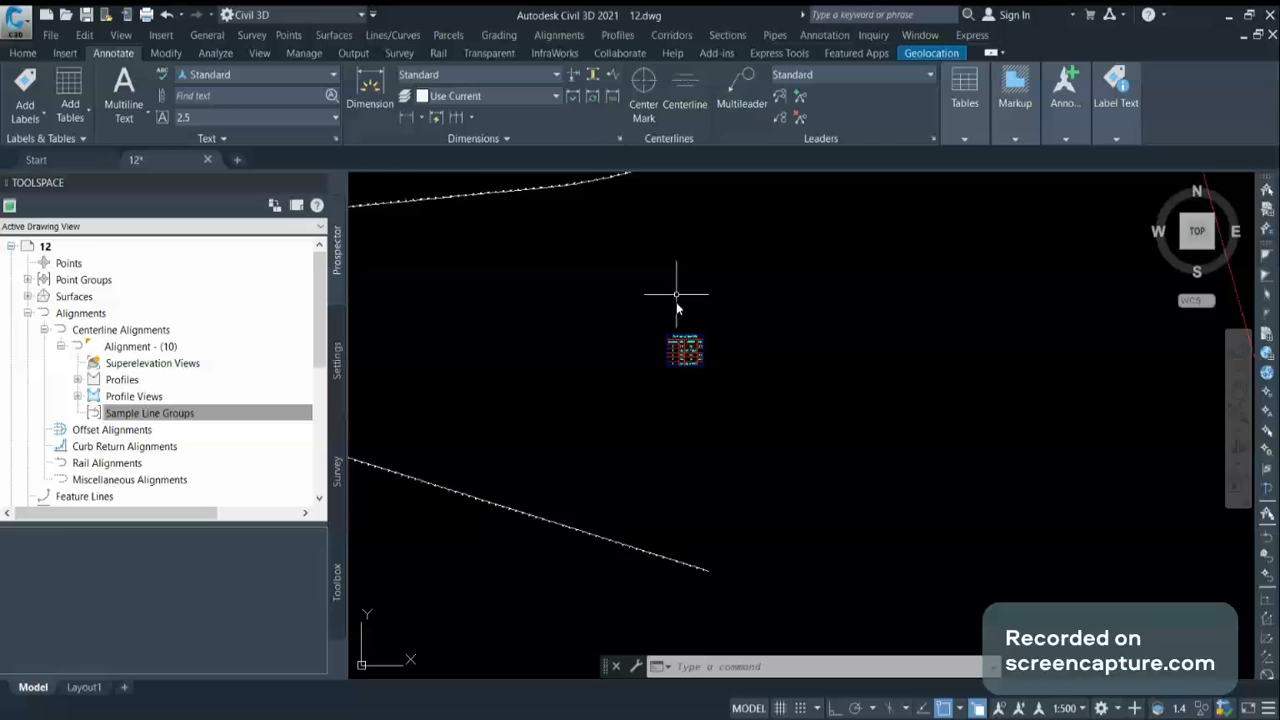 C3D
Civil 3D
Autodesk Civil 3D 2021 12.dwg
Type a keyword or phrase
Sign In
File Edit View Insert General Survey Points Surfaces Lines/Curves Parcels Grading Alignments Profiles Corridors Sections Pipes Annotation Inquiry Window Express
Home Insert Annotate Modify Analyze View Manage Output Survey Rail Transparent InfraWorks Collaborate Help Add-ins Express Tools Featured Apps Geolocation
Add Labels
Add Tables
Labels & Tables
Multiline Text
ABC
Standard
Find text
2.5
Text
Dimension
Standard
Use Current
Dimensions
Center Mark
Centerline
Centerlines
Multileader
Standard
Leaders
Tables
Markup
Anno...
Label Text
Start
12*
TOOLSPACE
Active Drawing View
12
Points
Point Groups
Surfaces
Alignments
Centerline Alignments
Alignment - (10)
Superelevation Views
Profiles
Profile Views
Sample Line Groups
Offset Alignments
Curb Return Alignments
Rail Alignments
Miscellaneous Alignments
Feature Lines
Prospector
Settings
Survey
Toolbox
N
W TOP E
S
WCS
Y
X
Type a command
Recorded on
screencapture.com
Model Layout1
MODEL
1:500
1.4